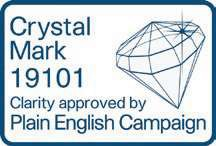 Crystal
Mark
19101
Clarity approved by
Plain English Campaign